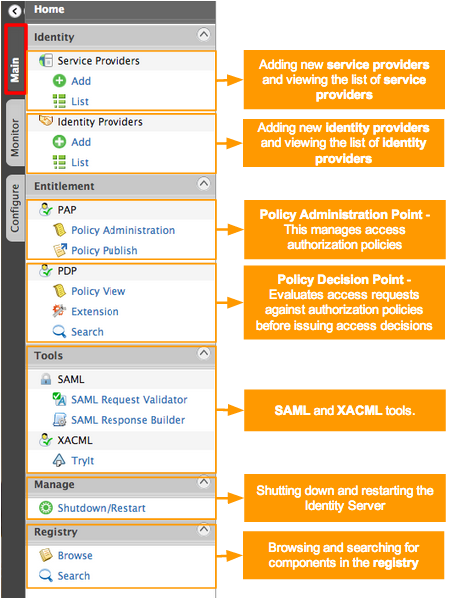 Home
Main
Monitor
Configure
Identity
Service Providers
Add
List
Adding new service providers
and viewing the list of service
providers
Identity Providers
Add
List
Adding new Identity providers
and viewing the list of Identity
providers
Entitlement
PAP
Policy Administration
Policy Publish
Policy Administration Point -
This manages access
authorization policies
PDP
Policy View
Extension
Search
Policy Decision Point -
Evaluates access requests
against authorization policies
before issuing access decisions
Tools
SAML
SAML Request Validator
SAML Response Builder
XACML
TryIt
SAML and XACML tools.
Manage
Shutdown/Restart
Shutting down and restarting the
Identity Server
Registry
Browse
Search
Browsing and searching for
components in the registry